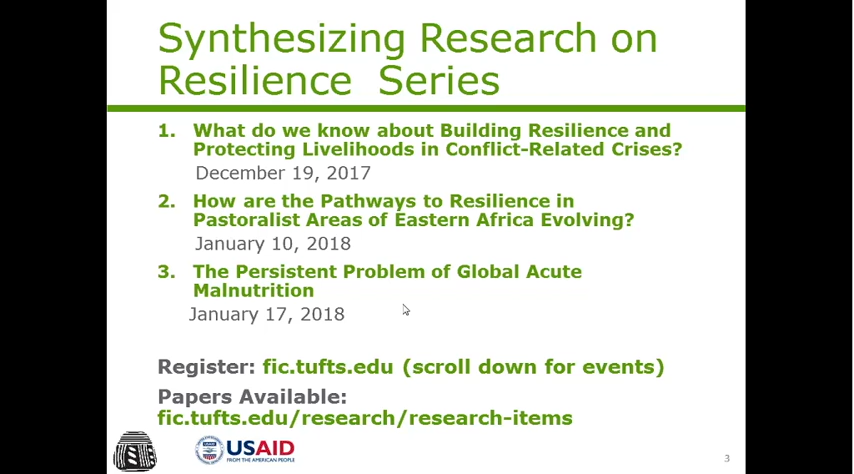 Synthesizing Research on
Resilience Series
1. What do we know about Building Resilience and
Protecting Livelihoods in Conflict-Related Crises?
December 19, 2017
2. How are the Pathways to Resilience in
Pastoralist Areas of Eastern Africa Evolving?
January 10, 2018
3. The Persistent Problem of Global Acute
Malnutrition
January 17, 2018
Register: fic.tufts.edu (scroll down for events)
Papers Available:
fic.tufts.edu/research/research-items
USAID
FROM THE AMERICAN PEOPLE
3